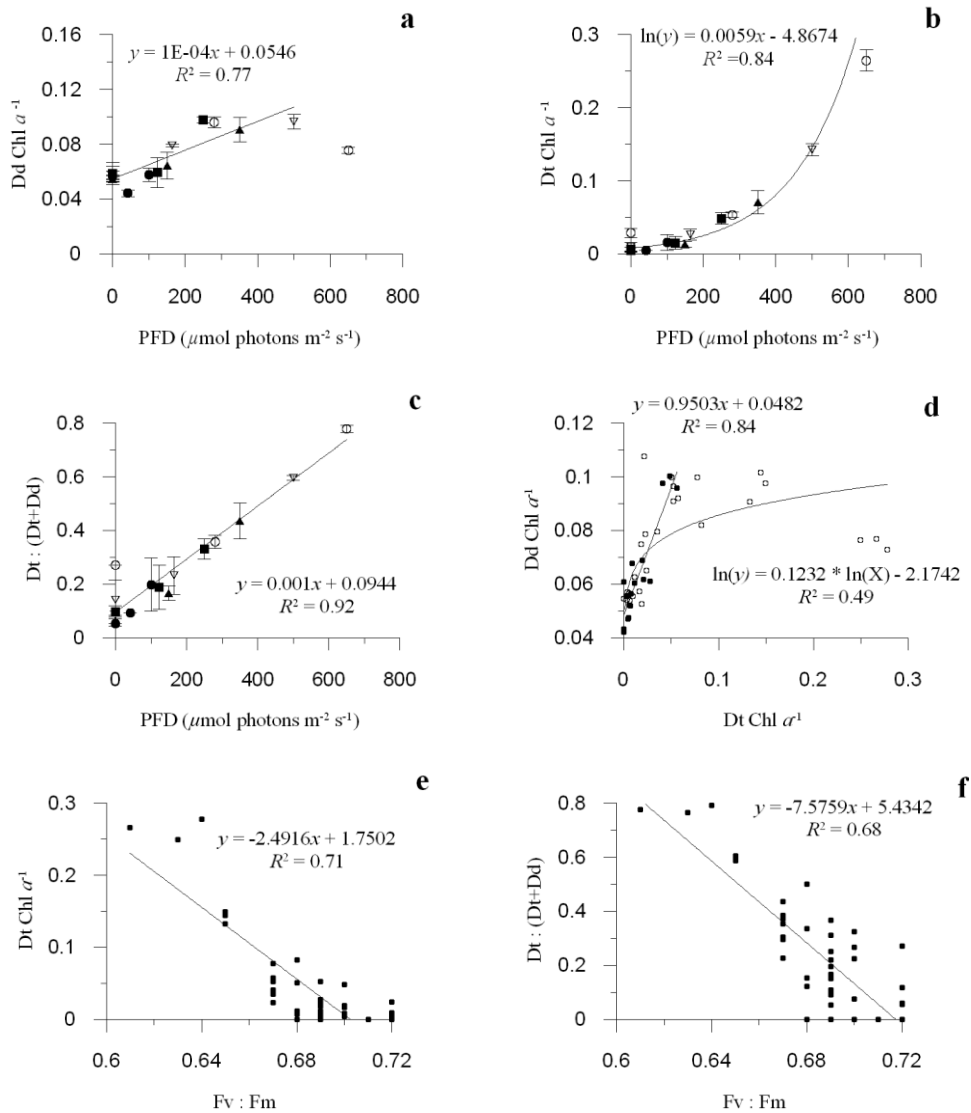 a
y = 1E-04x + 0.0546
R² = 0.77
0.16
0.12
0.08
0.04
0
Dd Chl a⁻¹
0 200 400 600 800
PFD (µmol photons m⁻² s⁻¹)
b
ln(y) = 0.0059x - 4.8674
R² =0.84
0.3
0.2
0.1
0
Dt Chl a⁻¹
0 200 400 600 800
PFD (µmol photons m⁻² s⁻¹)
c
0.8
0.6
0.4
0.2
0
Dt : (Dt+Dd)
y = 0.001x + 0.0944
R² = 0.92
0 200 400 600 800
PFD (µmol photons m⁻² s⁻¹)
d
y = 0.9503x + 0.0482
R² = 0.84
0.12
0.1
0.08
0.06
0.04
Dd Chl a⁻¹
ln(y) = 0.1232 * ln(X) - 2.1742
R² = 0.49
0 0.1 0.2 0.3
Dt Chl a⁻¹
e
0.3
0.2
0.1
0
Dt Chl a⁻¹
y = -2.4916x + 1.7502
R² = 0.71
0.6 0.64 0.68 0.72
Fv : Fm
f
0.8
0.6
0.4
0.2
0
Dt : (Dt+Dd)
y = -7.5759x + 5.4342
R² = 0.68
0.6 0.64 0.68 0.72
Fv : Fm